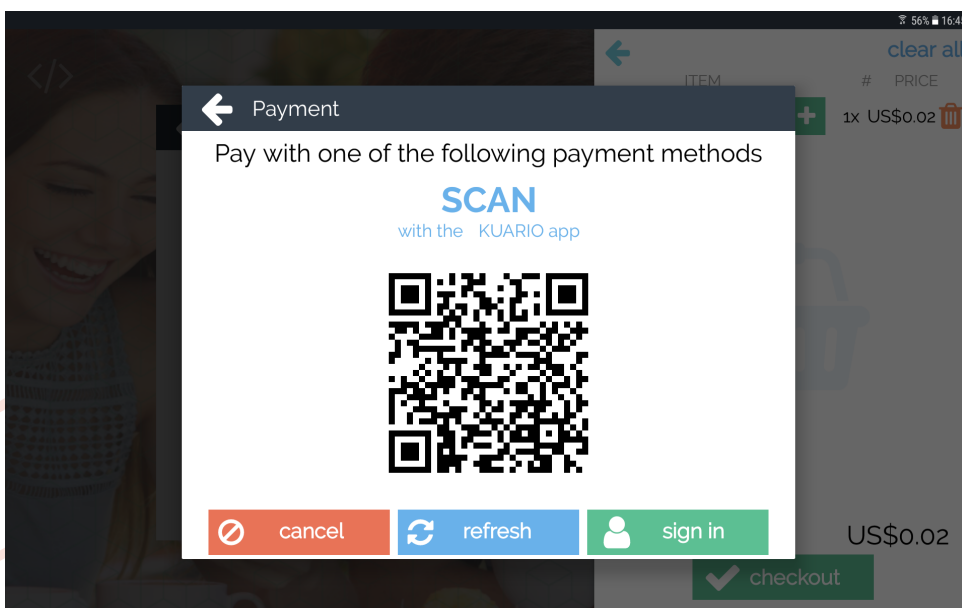 56% 16:45
</>
clear all
ITEM # PRICE
1x US$0.02
Payment
Pay with one of the following payment methods
SCAN
with the KUARIO app
cancel
refresh
sign in
US$0.02
checkout